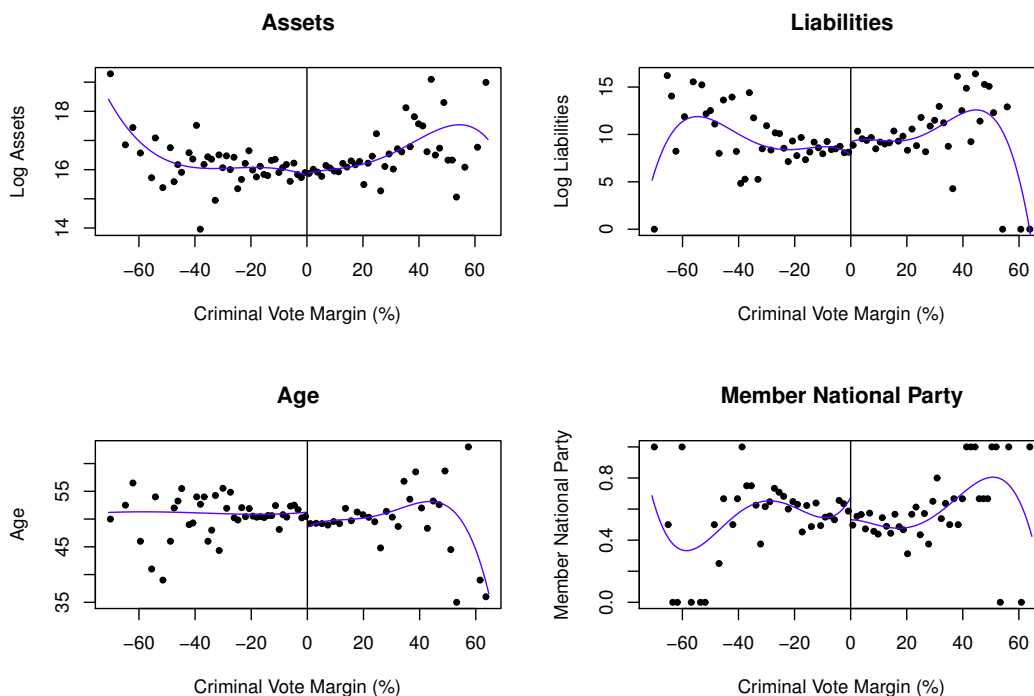 Assets
Log Assets
14 16 18
−60 −40 −20 0 20 40 60
Criminal Vote Margin (%)
Liabilities
Log Liabilities
0 5 10 15
−60 −40 −20 0 20 40 60
Criminal Vote Margin (%)
Age
Age
35 45 55
−60 −40 −20 0 20 40 60
Criminal Vote Margin (%)
Member National Party
Member National Party
0.0 0.4 0.8
−60 −40 −20 0 20 40 60
Criminal Vote Margin (%)